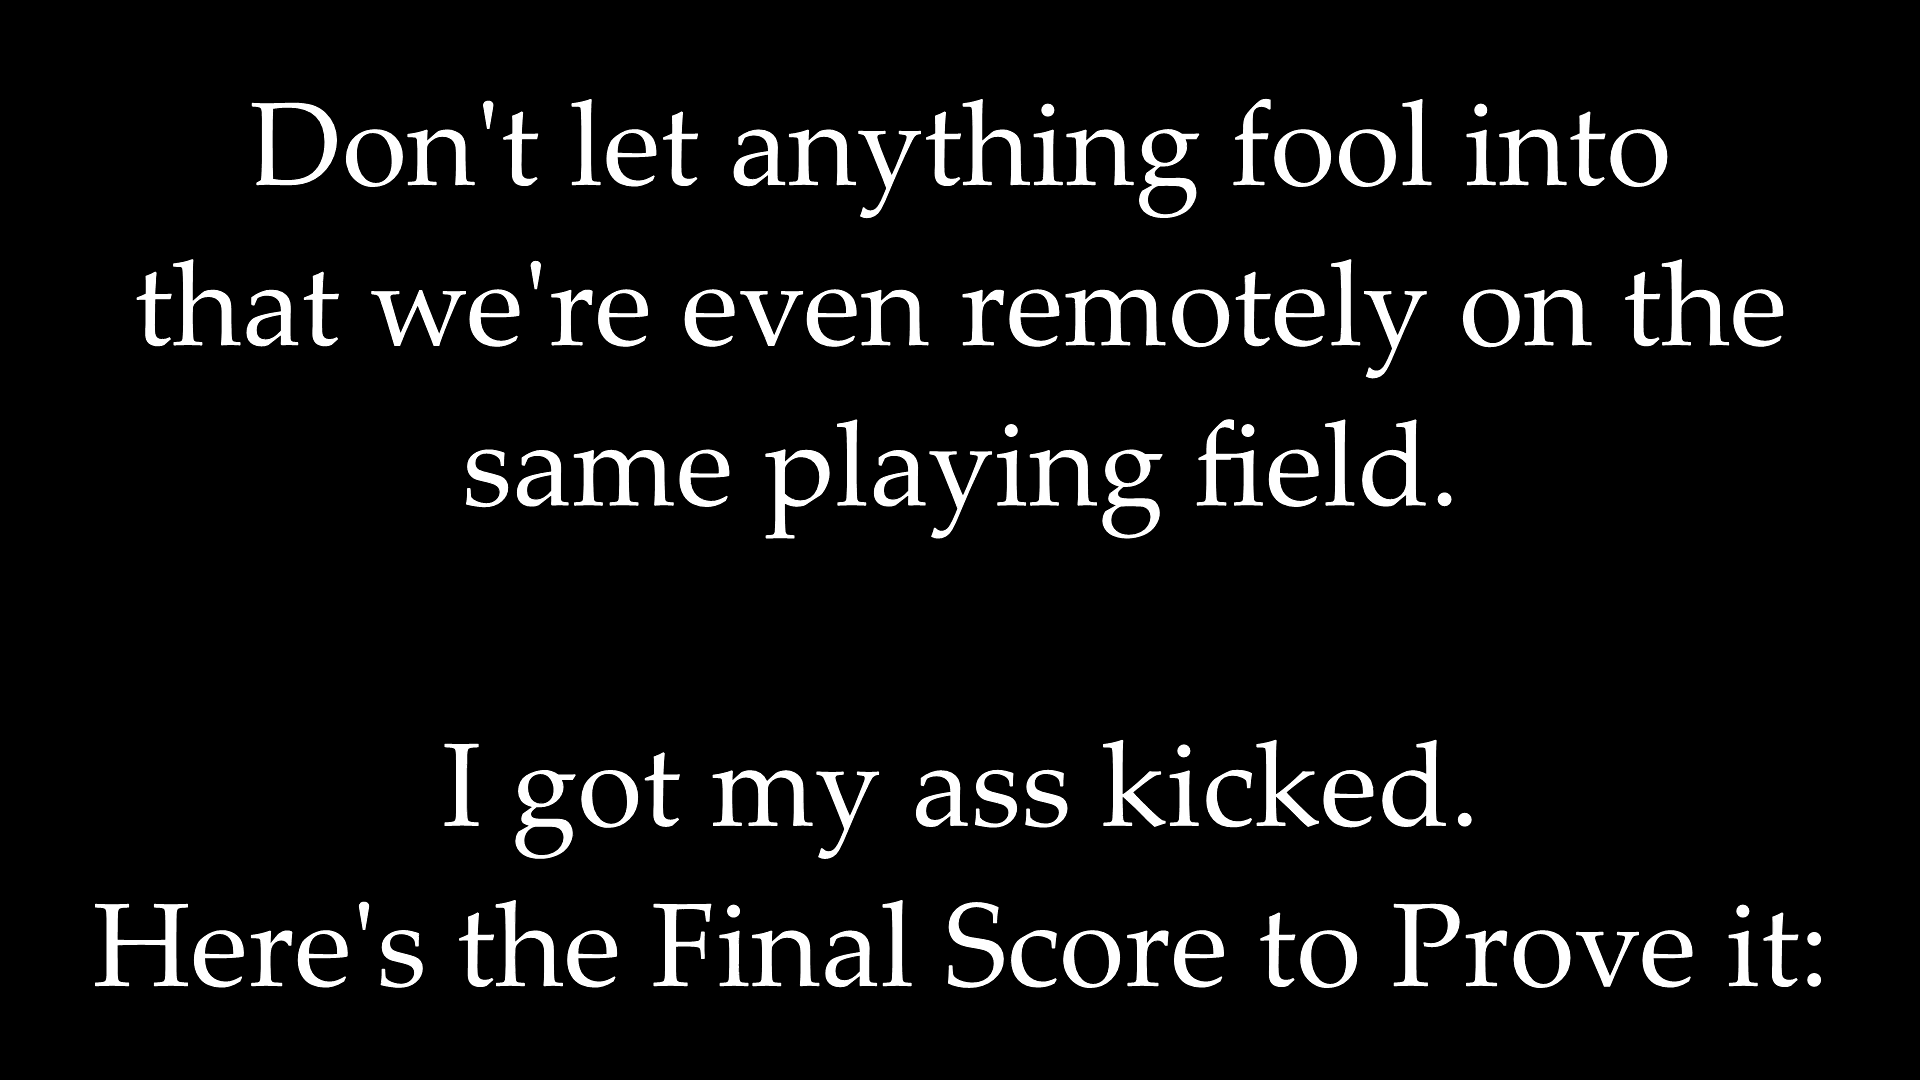 Don't let anything fool into
that we're even remotely on the
same playing field.
I got my ass kicked.
Here's the Final Score to Prove it: